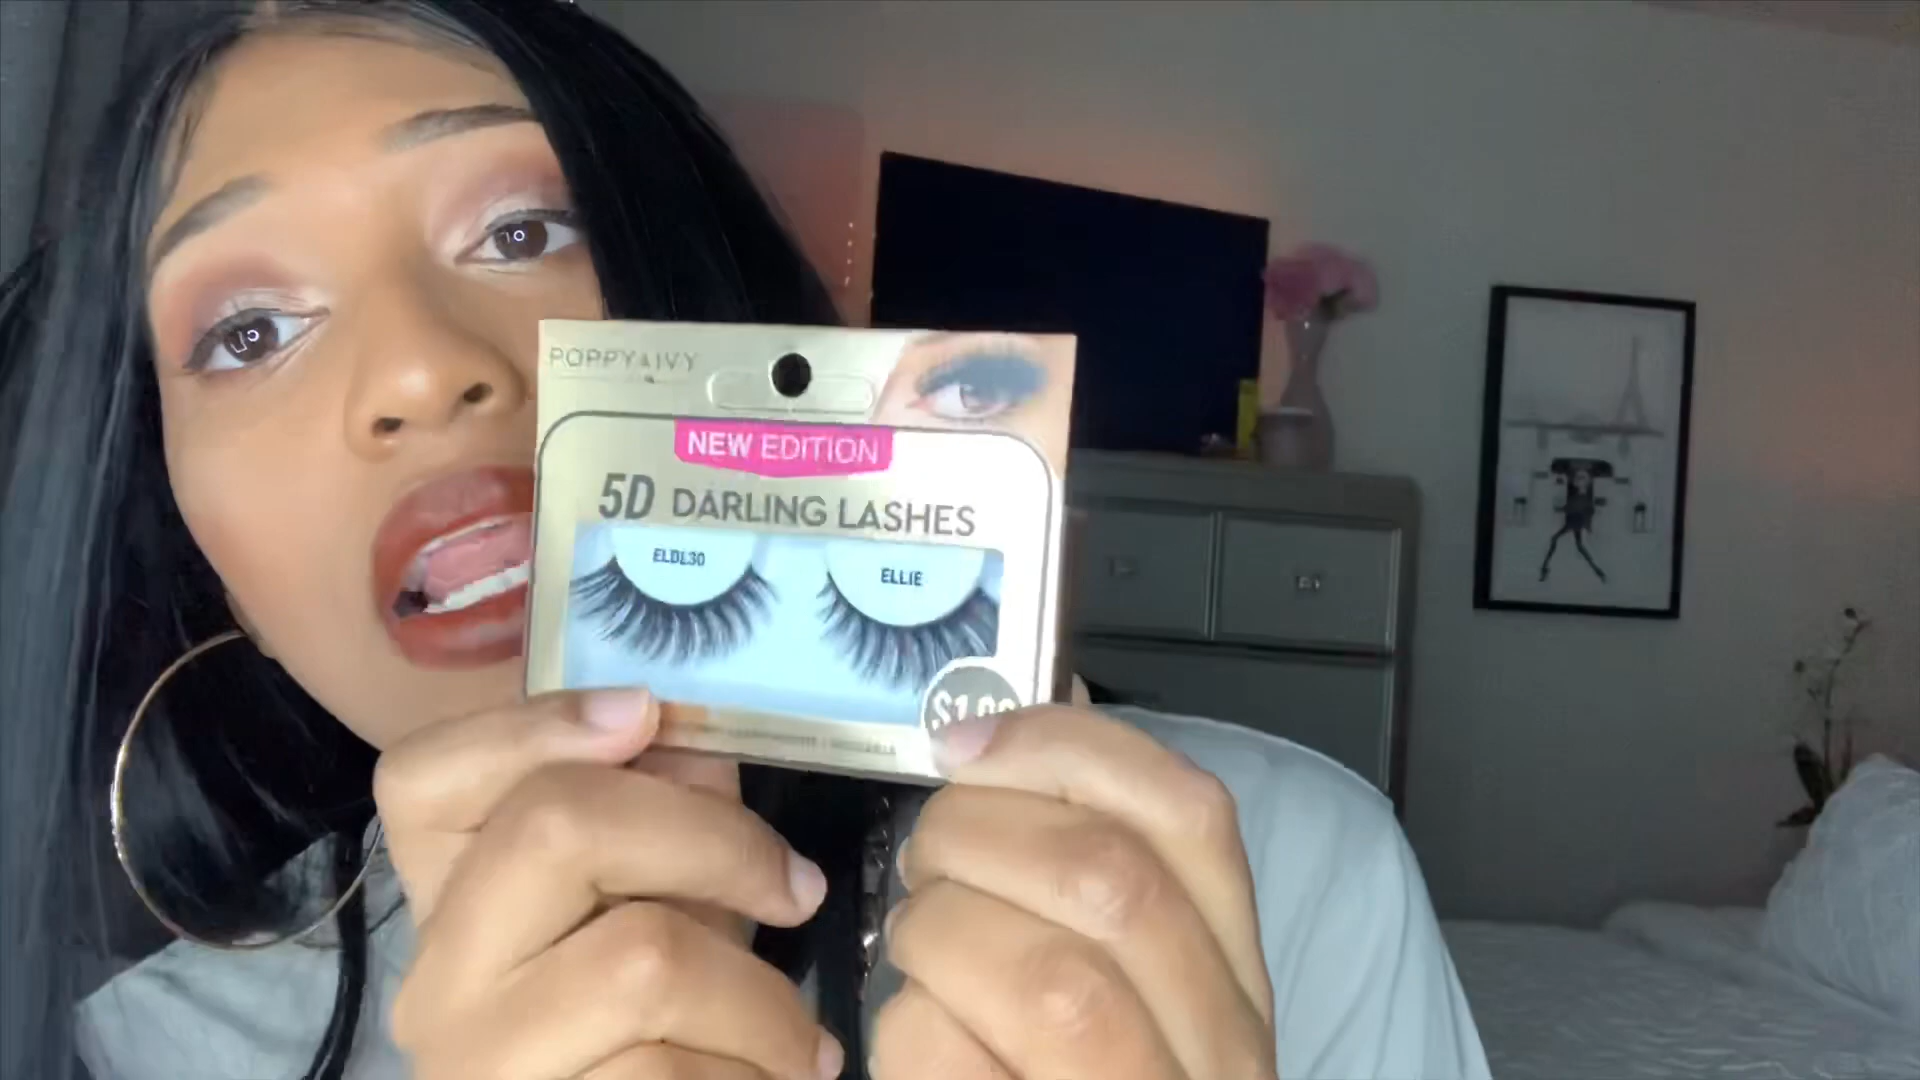 POPPY & IVY
NEW EDITION
5D DARLING LASHES
ELDL30
ELLIE